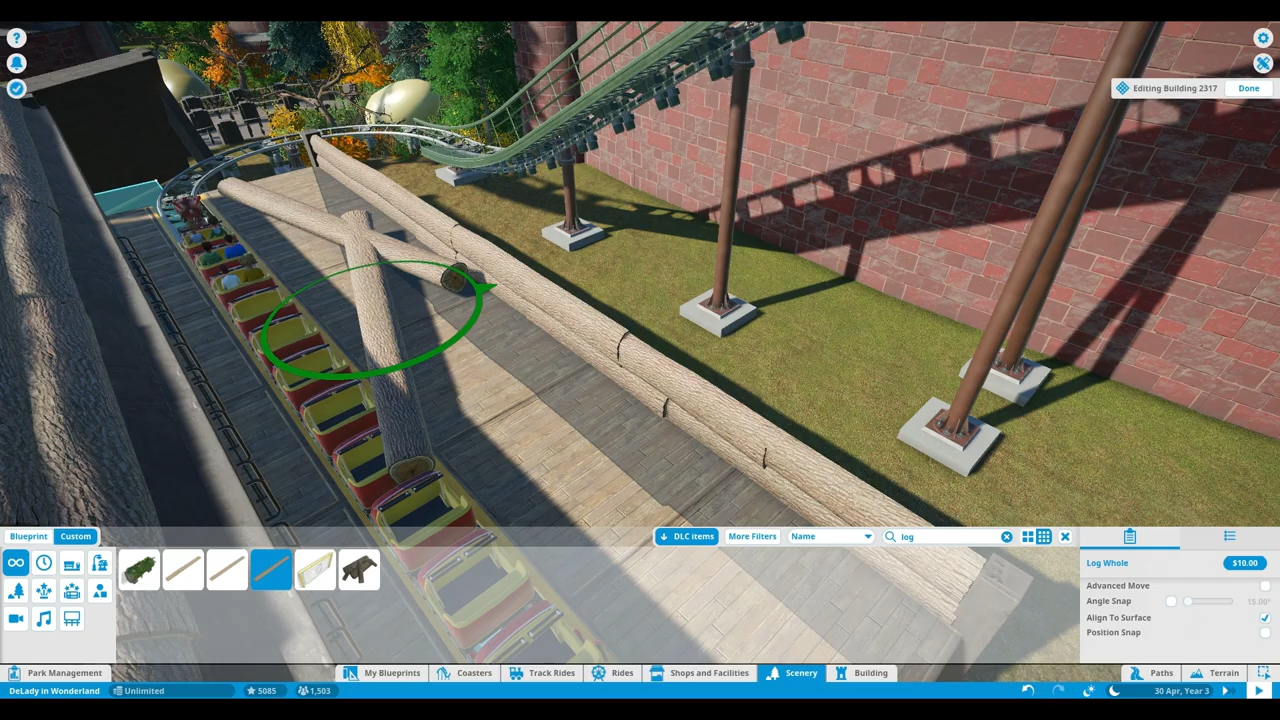 Editing Building 2317 Done
Blueprint Custom DLC items More Filters Name log
Log Whole $10.00
Advanced Move
Angle Snap 15.00°
Align To Surface
Position Snap
Park Management My Blueprints Coasters Track Rides Rides Shops and Facilities Scenery Building Paths Terrain
DeLady in Wonderland Unlimited 5085 1,503 30 Apr, Year 3